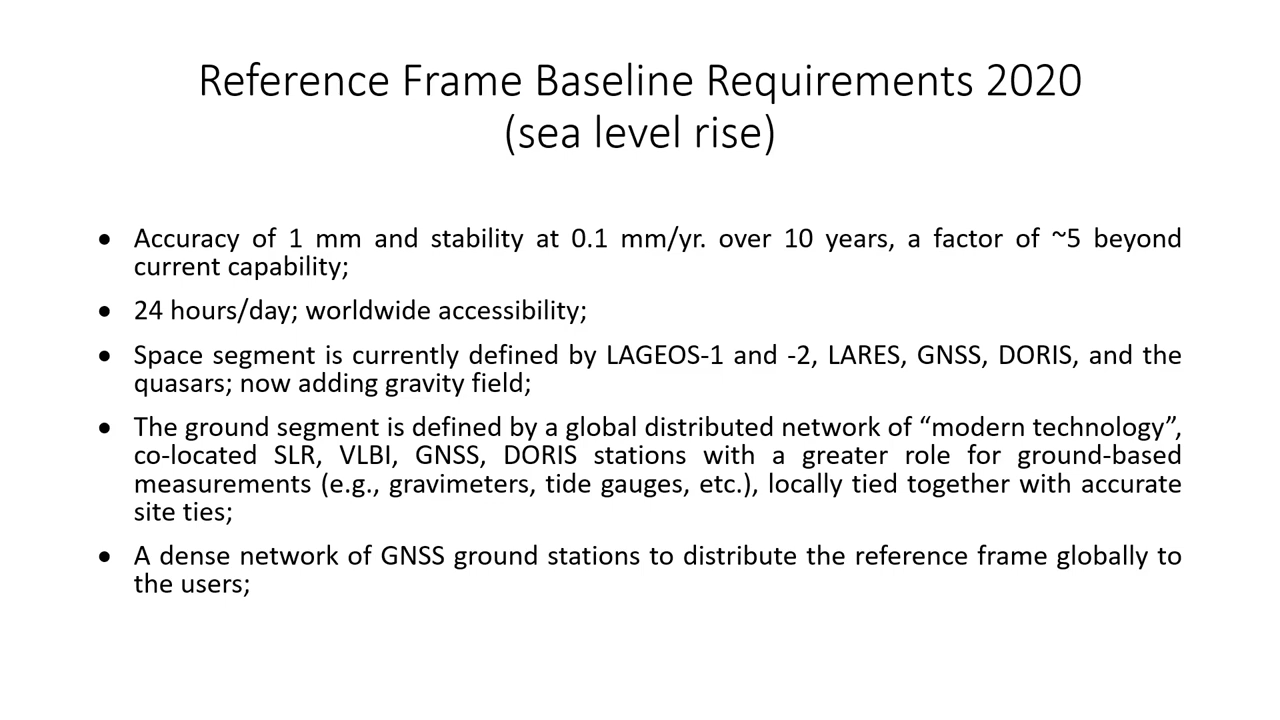 Reference Frame Baseline Requirements 2020
(sea level rise)
• Accuracy of 1 mm and stability at 0.1 mm/yr. over 10 years, a factor of ~5 beyond
current capability;
• 24 hours/day; worldwide accessibility;
• Space segment is currently defined by LAGEOS-1 and -2, LARES, GNSS, DORIS, and the
quasars; now adding gravity field;
• The ground segment is defined by a global distributed network of “modern technology”,
co-located SLR, VLBI, GNSS, DORIS stations with a greater role for ground-based
measurements (e.g., gravimeters, tide gauges, etc.), locally tied together with accurate
site ties;
• A dense network of GNSS ground stations to distribute the reference frame globally to
the users;